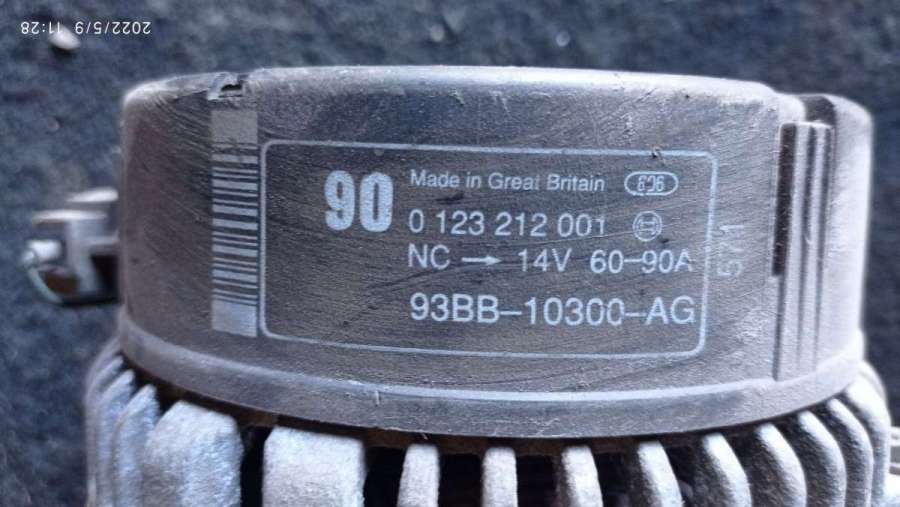 2022/5/9 11:28
90
Made in Great Britain
0 123 212 001
NC → 14V 60-90A
93BB-10300-AG
571